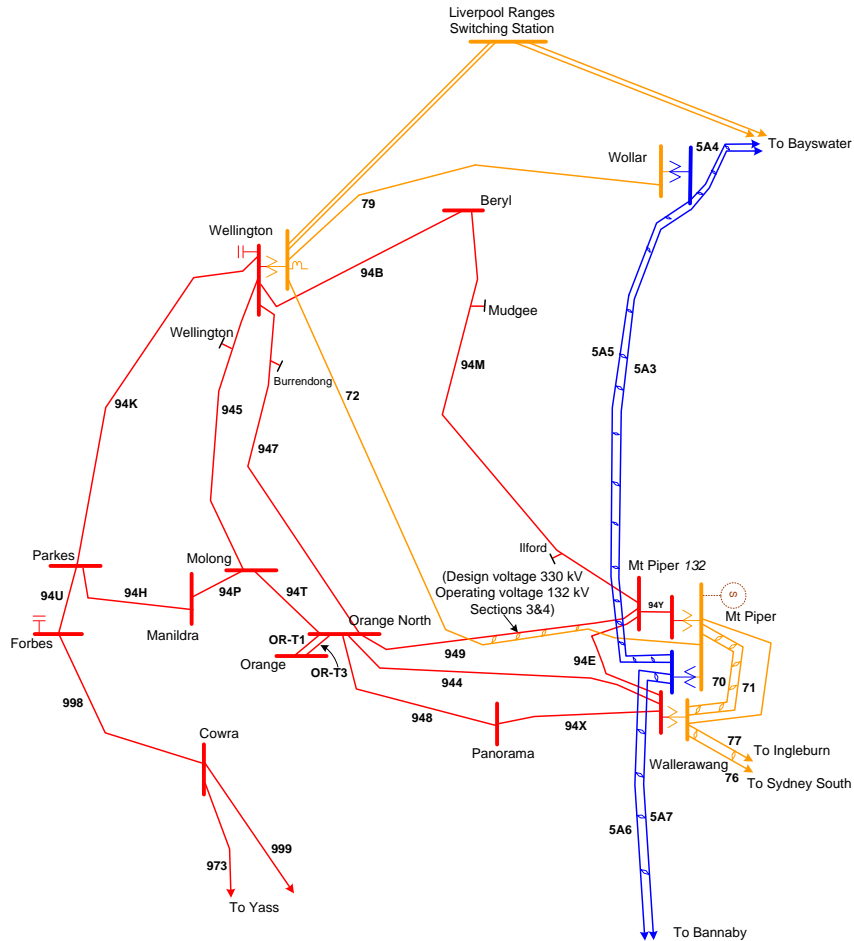 Liverpool Ranges
Switching Station
5A4
To Bayswater
Wollar
79
Beryl
Wellington
94B
Mudgee
Wellington
Burrendong
5A5
5A3
94M
72
94K
945
947
Ilford
Parkes
Molong
(Design voltage 330 kV
Operating voltage 132 kV
Sections 3&4)
Mt Piper 132
S
94U
94H
94P
94T
94Y
Mt Piper
Forbes
Manildra
Orange North
OR-T1
Orange
OR-T3
949
94E
70
71
944
998
948
94X
Panorama
Cowra
Wallerawang
77
To Ingleburn
76
To Sydney South
5A6
5A7
973
999
To Yass
To Bannaby